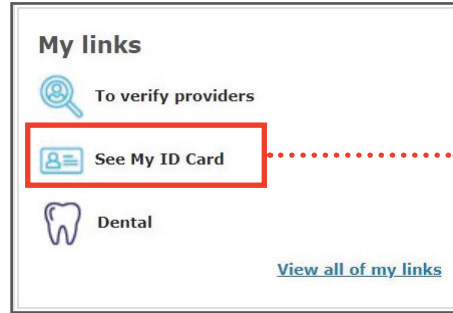 My links
To verify providers
See My ID Card
Dental
View all of my links